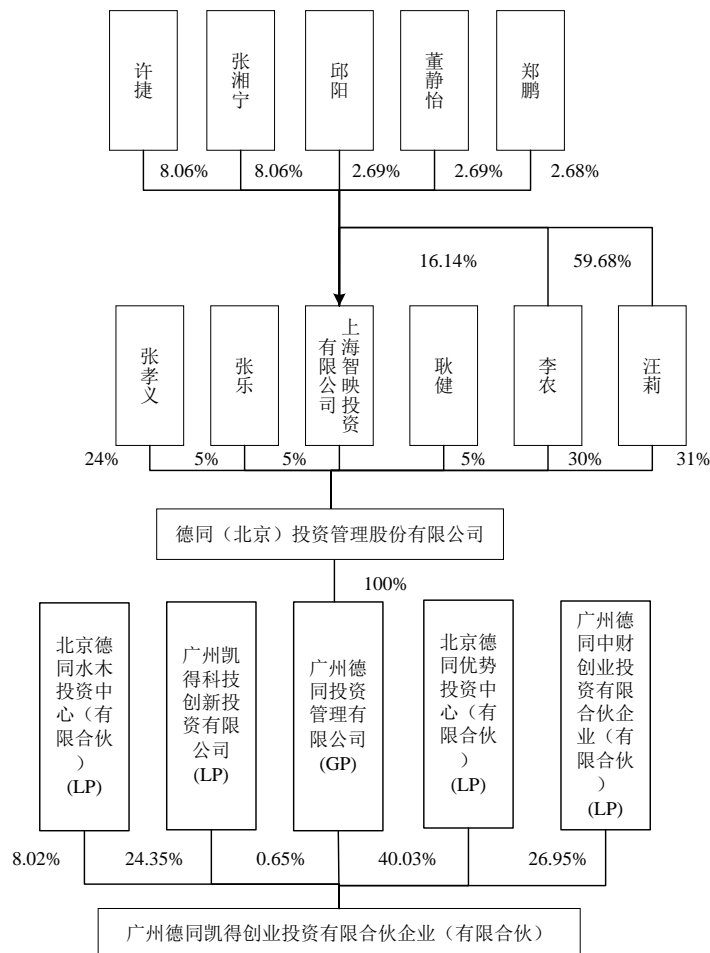 许捷
张湘宁
邱阳
董静怡
郑鹏
8.06%
8.06%
2.69%
2.69%
2.68%
16.14%
59.68%
张孝义
张乐
上海智映投资
有限公司
耿健
李农
汪莉
24%
5%
5%
5%
30%
31%
德同（北京）投资管理股份有限公司
100%
北京德
同水木
投资中
心（有
限合伙
）
(LP)
广州凯
得科技
创新投
资有限
公司
(LP)
广州德
同投资
管理有
限公司
(GP)
北京德
同优势
投资中
心（有
限合伙
）
(LP)
广州德
同中财
创业投
资有限
合伙企
业（有
限合伙
）
(LP)
8.02%
24.35%
0.65%
40.03%
26.95%
广州德同凯得创业投资有限合伙企业（有限合伙）